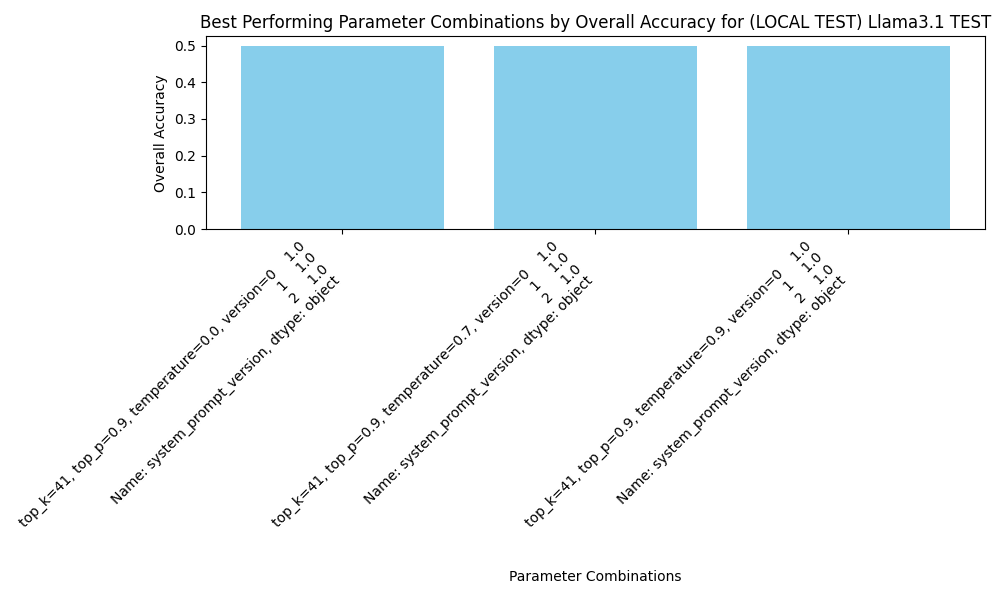 Best Performing Parameter Combinations by Overall Accuracy for (LOCAL TEST) Llama3.1 TEST
Overall Accuracy
0.5
0.4
0.3
0.2
0.1
0.0
top_k=41, top_p=0.9, temperature=0.0, version=0    1.0
1    1.0
2    1.0
Name: system_prompt_version, dtype: object
top_k=41, top_p=0.9, temperature=0.7, version=0    1.0
1    1.0
2    1.0
Name: system_prompt_version, dtype: object
top_k=41, top_p=0.9, temperature=0.9, version=0    1.0
1    1.0
2    1.0
Name: system_prompt_version, dtype: object
Parameter Combinations